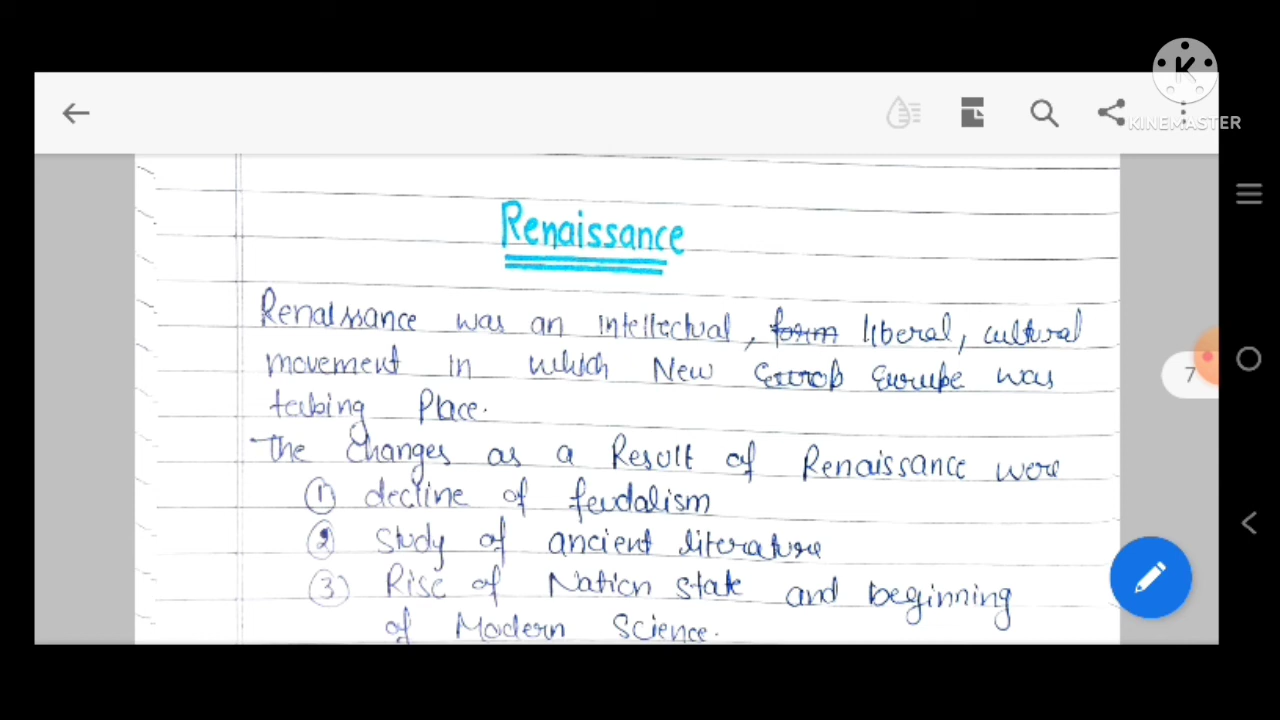 KINEMASTER
Renaissance
Renaissance was an intellectual, form liberal, cultural
movement in which New Europe was
taking Place.
The Changes as a Result of Renaissance were
① decline of feudalism
② Study of ancient literature
③ Rise of Nation state and beginning
of Modern Science.
7